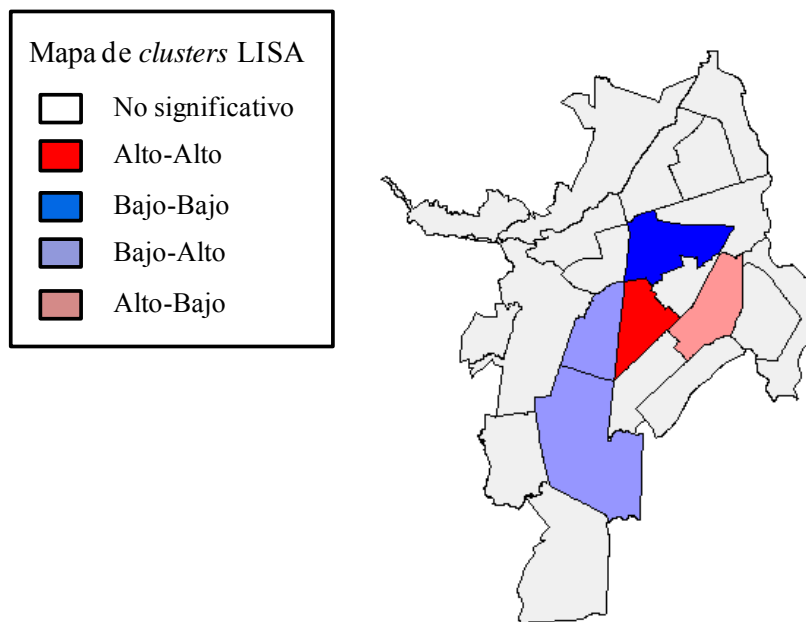 Mapa de clusters LISA
No significativo
Alto-Alto
Bajo-Bajo
Bajo-Alto
Alto-Bajo